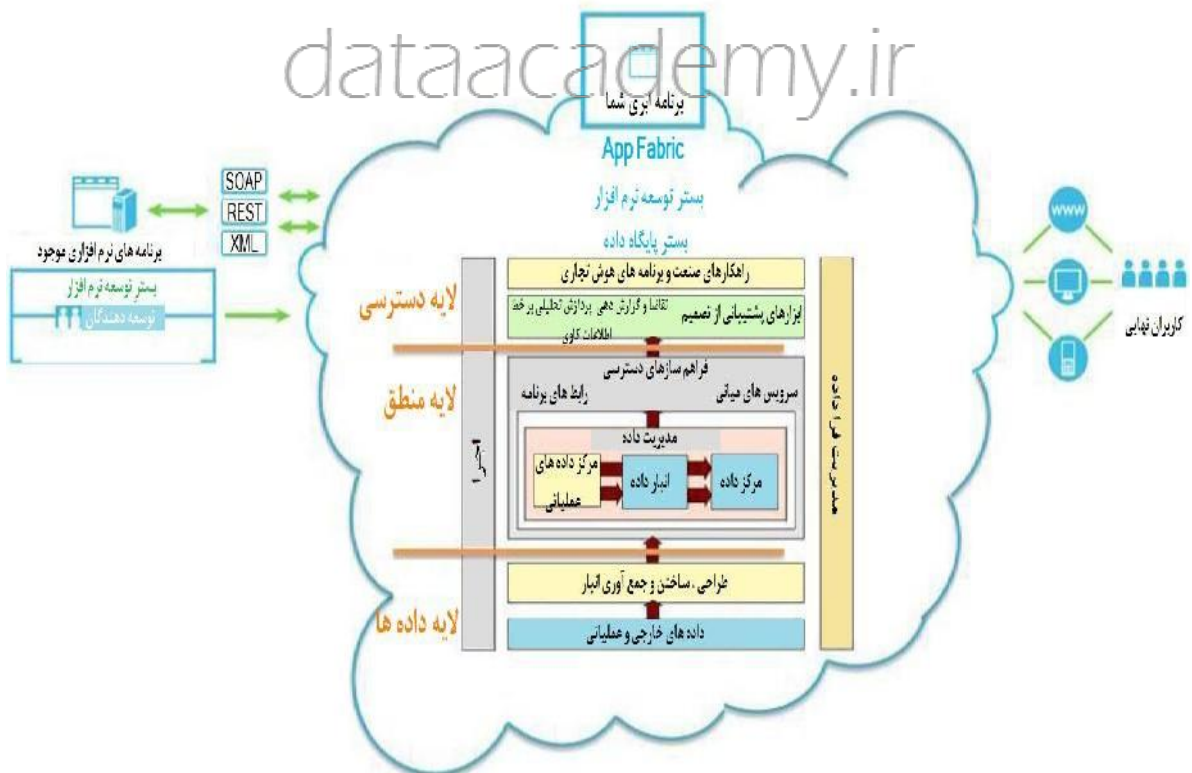 dataacademy.ir
برنامه ابری شما
App Fabric
بستر توسعه نرم افزار
بستر پایگاه داده
SOAP
REST
XML
برنامه های نرم افزاری موجود
بستر توسعه نرم افزار
توسعه دهندگان
WWW
کاربران نهایی
لایه دسترسی
راهکارهای صنعت و برنامه های هوش تجاری
ابزارهای پشتیبانی از تصمیم
تقاضا و گزارش دهی پردازش تحلیلی بر خط
اطلاعات کاوی
لایه منطق
فراهم سازهای دسترسی
سرویس های میانی
رابط های برنامه
مدیریت داده
مرکز داده های
عملیاتی
انبار داده
مرکز داده
اجرا
مدیریت فرا داده
لایه داده ها
طراحی ، ساختن و جمع آوری انبار
داده های خارجی و عملیاتی